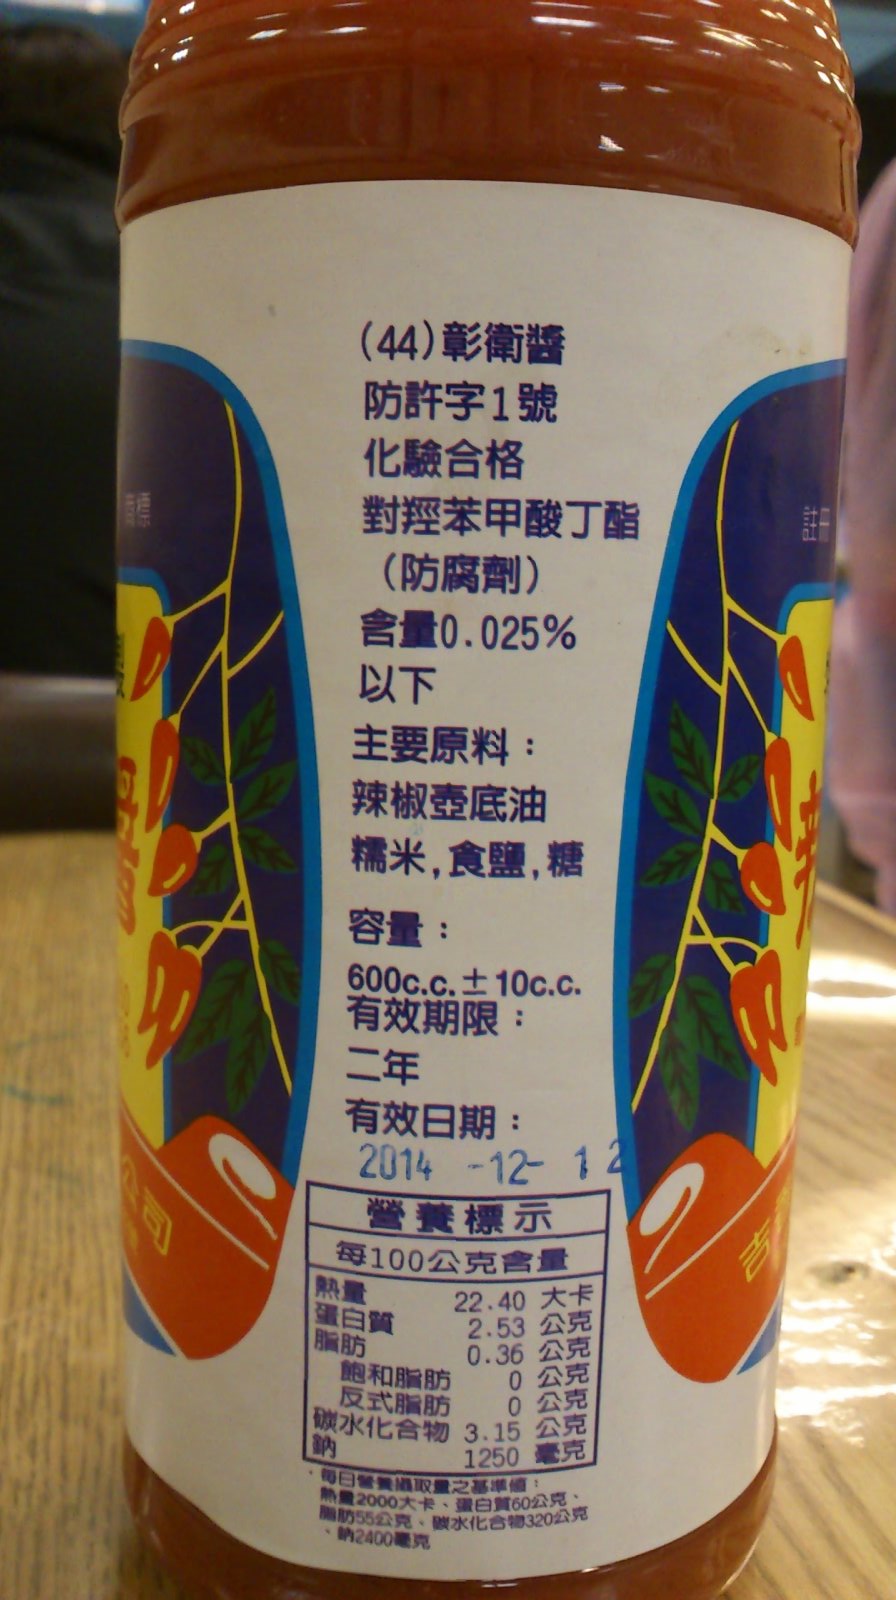 (44)彰衛醬
防許字1號
化驗合格
對羥苯甲酸丁酯
(防腐劑)
含量0.025%
以下
主要原料：
辣椒壺底油
糯米,食鹽,糖
容量：
600c.c.±10c.c.
有效期限：
二年
有效日期：
2014 -12- 12
營養標示
每100公克含量
熱量 22.40 大卡
蛋白質 2.53 公克
脂肪 0.36 公克
飽和脂肪 0 公克
反式脂肪 0 公克
碳水化合物 3.15 公克
鈉 1250 毫克
·每日營養攝取量之基準值：
熱量2000大卡、蛋白質60公克、
脂肪55公克、碳水化合物320公克
、鈉2400毫克
商標
醬
公司
註冊